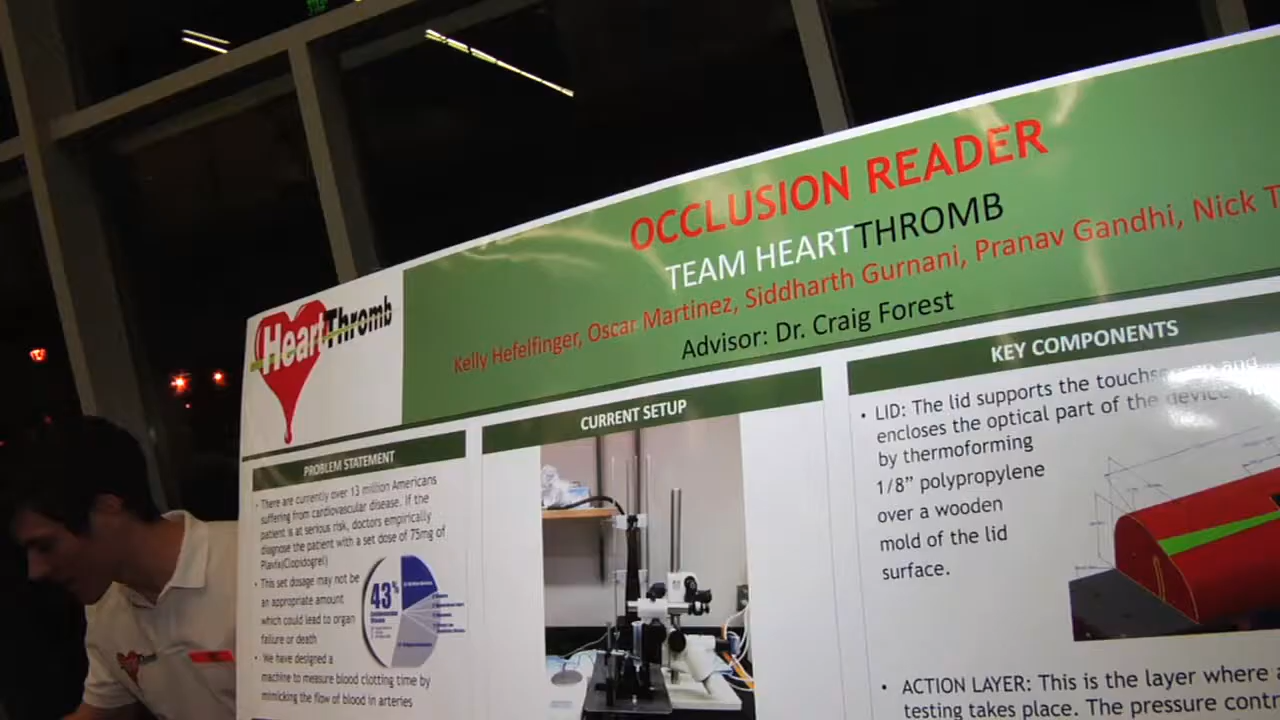 OCCLUSION READER
TEAM HEARTTHROMB
Kelly Hefelfinger, Oscar Martinez, Siddharth Gurnani, Pranav Gandhi, Nick T
Advisor: Dr. Craig Forest
HeartThromb
PROBLEM STATEMENT
• There are currently over 13 million Americans
suffering from cardiovascular disease. If the
patient is at serious risk, doctors empirically
diagnose the patient with a set dose of 75mg of
Plavix(Clopidogrel)
• This set dosage may not be
an appropriate amount
which could lead to organ
failure or death
• We have designed a
machine to measure blood clotting time by
mimicking the flow of blood in arteries
43%
CURRENT SETUP
KEY COMPONENTS
• LID: The lid supports the and
encloses the optical part of the device
by thermoforming
1/8” polypropylene
over a wooden
mold of the lid
surface.
• ACTION LAYER: This is the layer where
testing takes place. The pressure contr